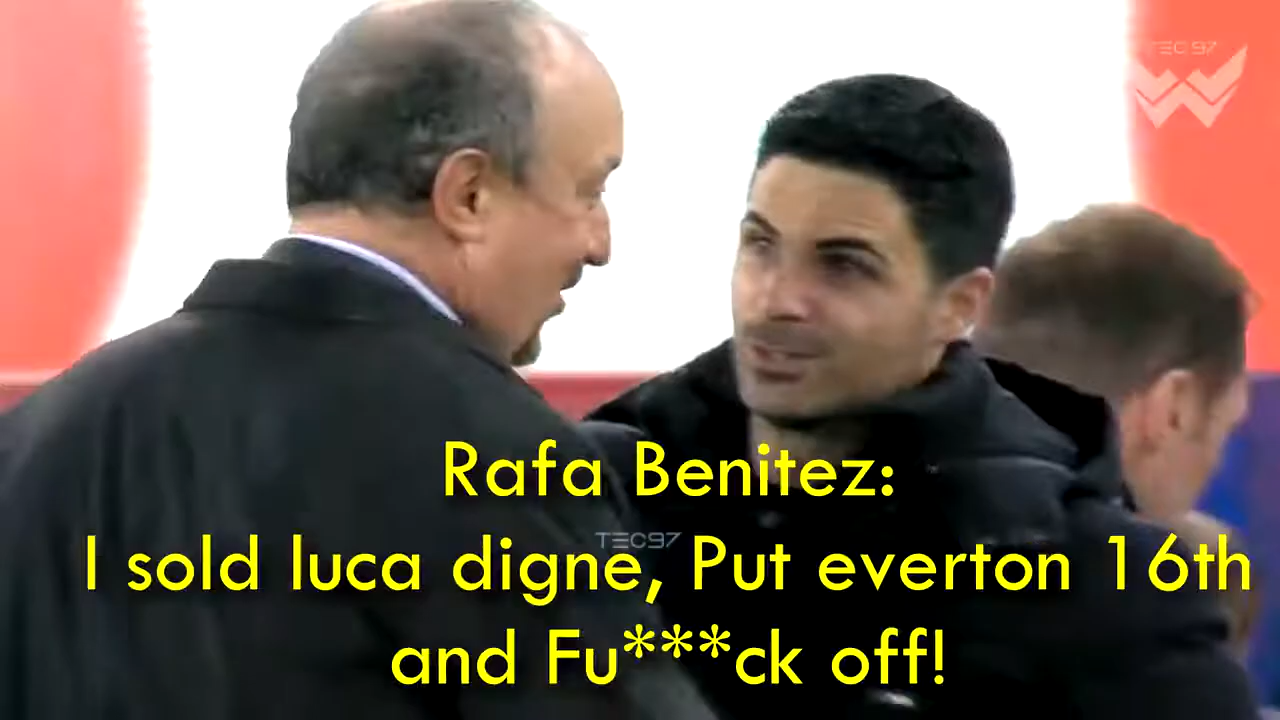 TEC97
Rafa Benitez:
TEC97
I sold luca digne, Put everton 16th
and Fu***ck off!